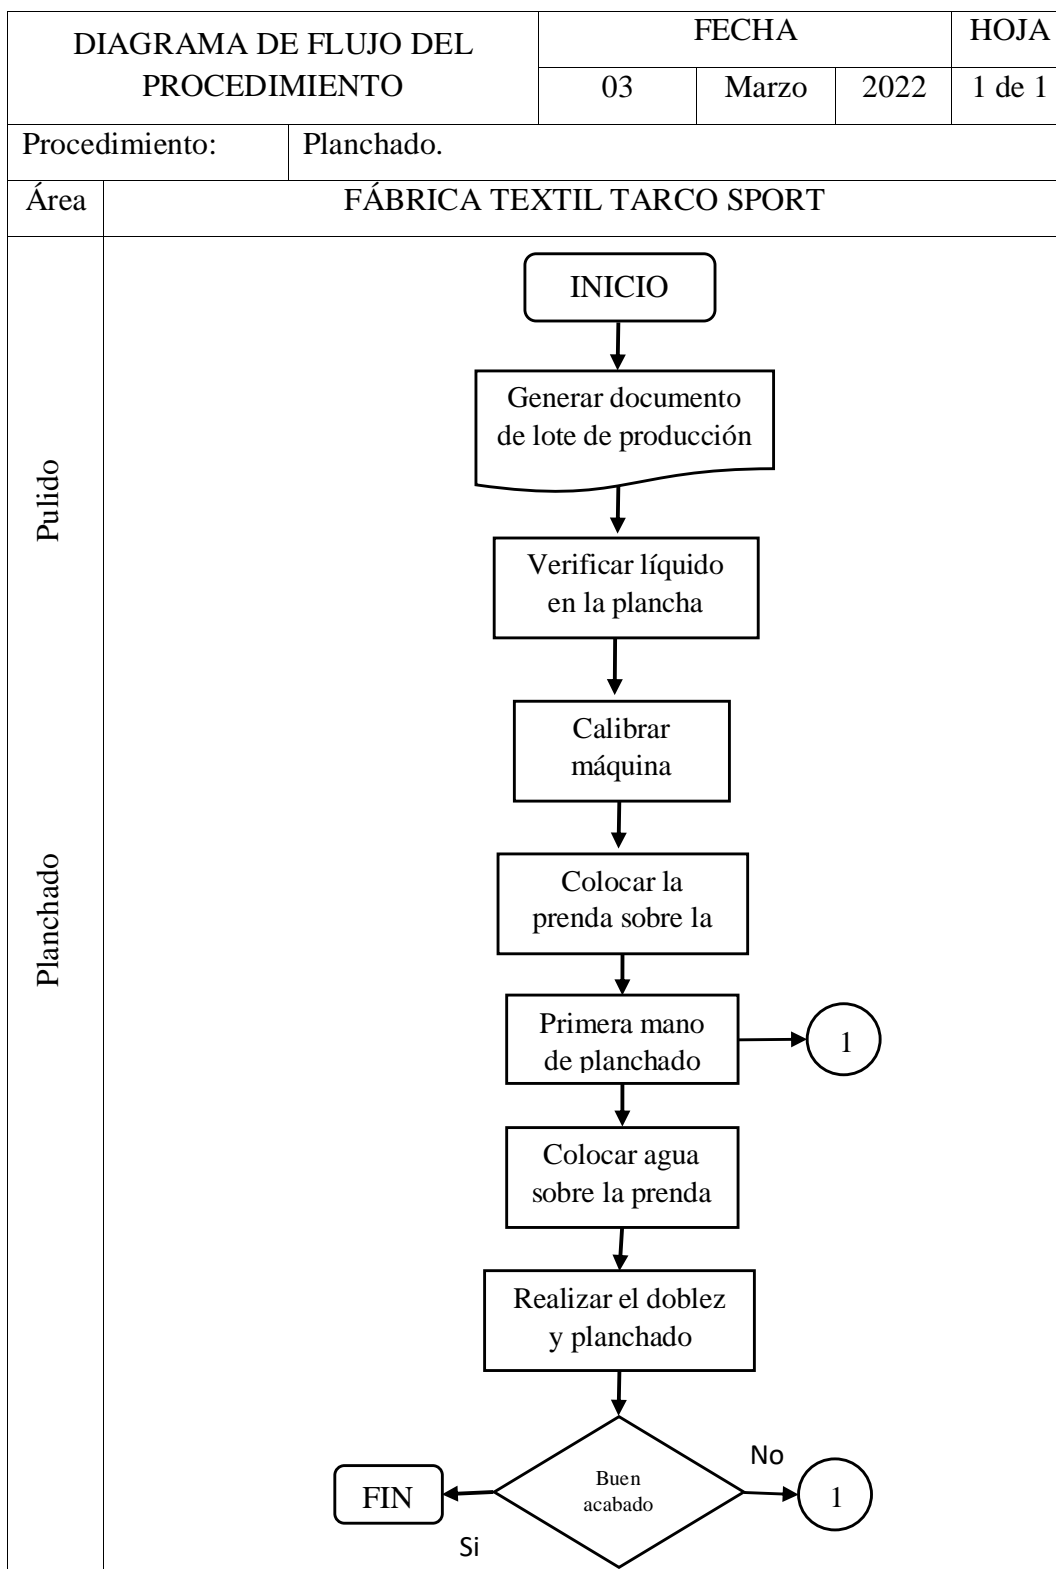 DIAGRAMA DE FLUJO DEL
PROCEDIMIENTO
FECHA
HOJA
03
Marzo
2022
1 de 1
Procedimiento:
Planchado.
Área
FÁBRICA TEXTIL TARCO SPORT
Pulido
Planchado
INICIO
Generar documento
de lote de producción
Verificar líquido
en la plancha
Calibrar
máquina
Colocar la
prenda sobre la
Primera mano
de planchado
1
Colocar agua
sobre la prenda
Realizar el doblez
y planchado
Buen
acabado
No
1
FIN
Si